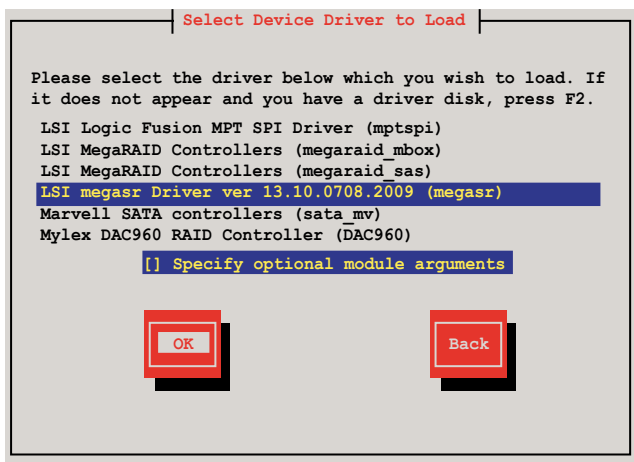 Select Device Driver to Load
Please select the driver below which you wish to load. If
it does not appear and you have a driver disk, press F2.
LSI Logic Fusion MPT SPI Driver (mptspi)
LSI MegaRAID Controllers (megaraid_mbox)
LSI MegaRAID Controllers (megaraid_sas)
LSI megasr Driver ver 13.10.0708.2009 (megasr)
Marvell SATA controllers (sata_mv)
Mylex DAC960 RAID Controller (DAC960)
[] Specify optional module arguments
OK
Back